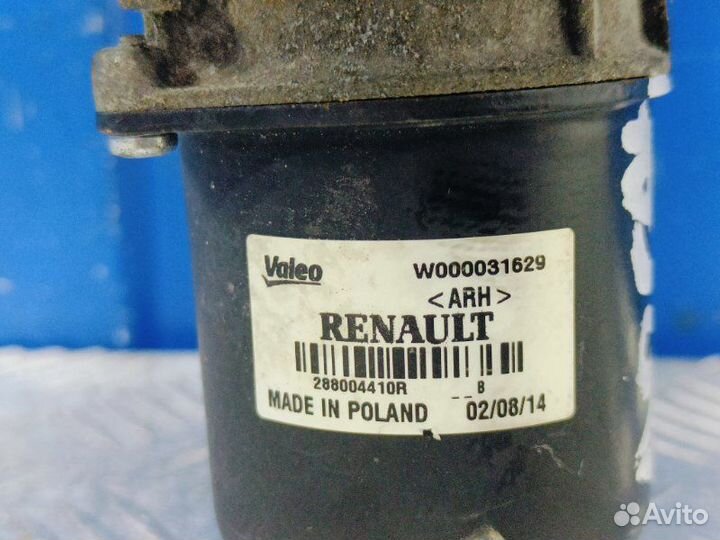 Valeo W000031629
<ARH>
RENAULT
288004410R B
MADE IN POLAND 02/08/14
Avito